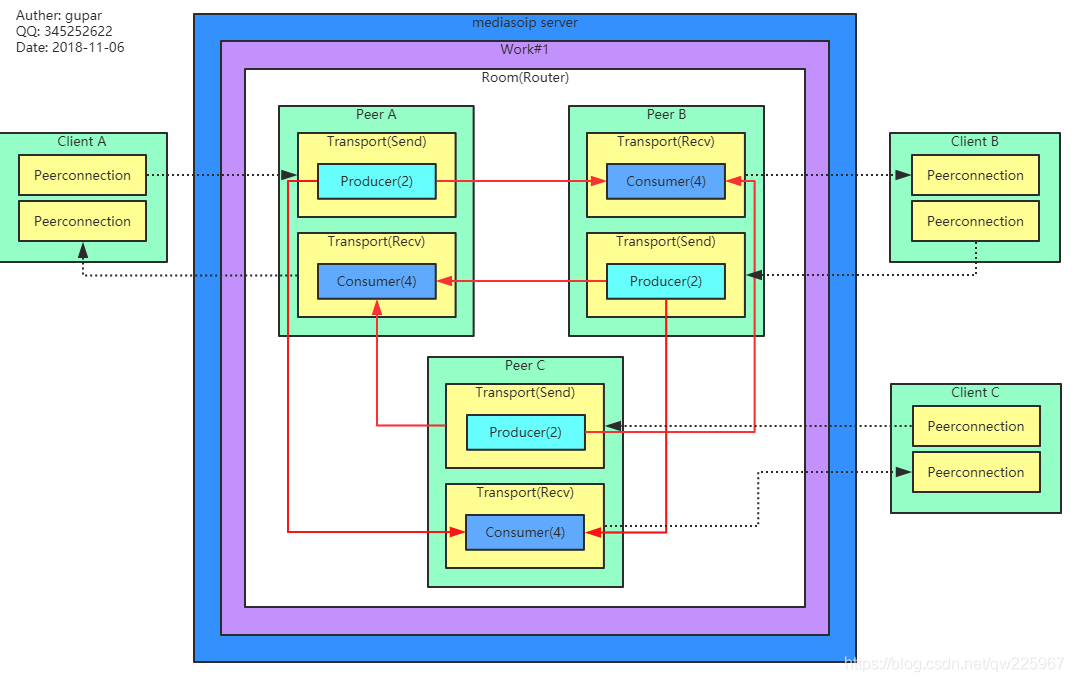 Auther: gupar
QQ: 345252622
Date: 2018-11-06
mediasoip server
Work#1
Room(Router)
Peer A
Transport(Send)
Producer(2)
Transport(Recv)
Consumer(4)
Peer B
Transport(Recv)
Consumer(4)
Transport(Send)
Producer(2)
Client A
Peerconnection
Peerconnection
Client B
Peerconnection
Peerconnection
Peer C
Transport(Send)
Producer(2)
Transport(Recv)
Consumer(4)
Client C
Peerconnection
Peerconnection
https://blog.csdn.net/qw225967